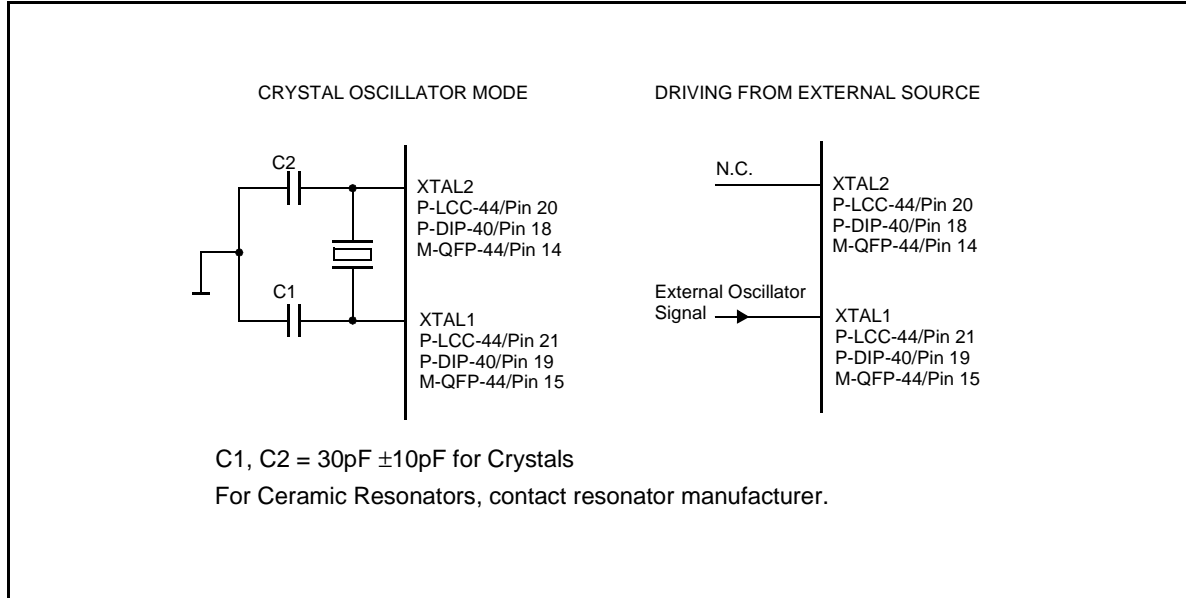 CRYSTAL OSCILLATOR MODE
C2
XTAL2
P-LCC-44/Pin 20
P-DIP-40/Pin 18
M-QFP-44/Pin 14
C1
XTAL1
P-LCC-44/Pin 21
P-DIP-40/Pin 19
M-QFP-44/Pin 15
DRIVING FROM EXTERNAL SOURCE
N.C.
XTAL2
P-LCC-44/Pin 20
P-DIP-40/Pin 18
M-QFP-44/Pin 14
External Oscillator
Signal
XTAL1
P-LCC-44/Pin 21
P-DIP-40/Pin 19
M-QFP-44/Pin 15
C1, C2 = 30pF ±10pF for Crystals
For Ceramic Resonators, contact resonator manufacturer.